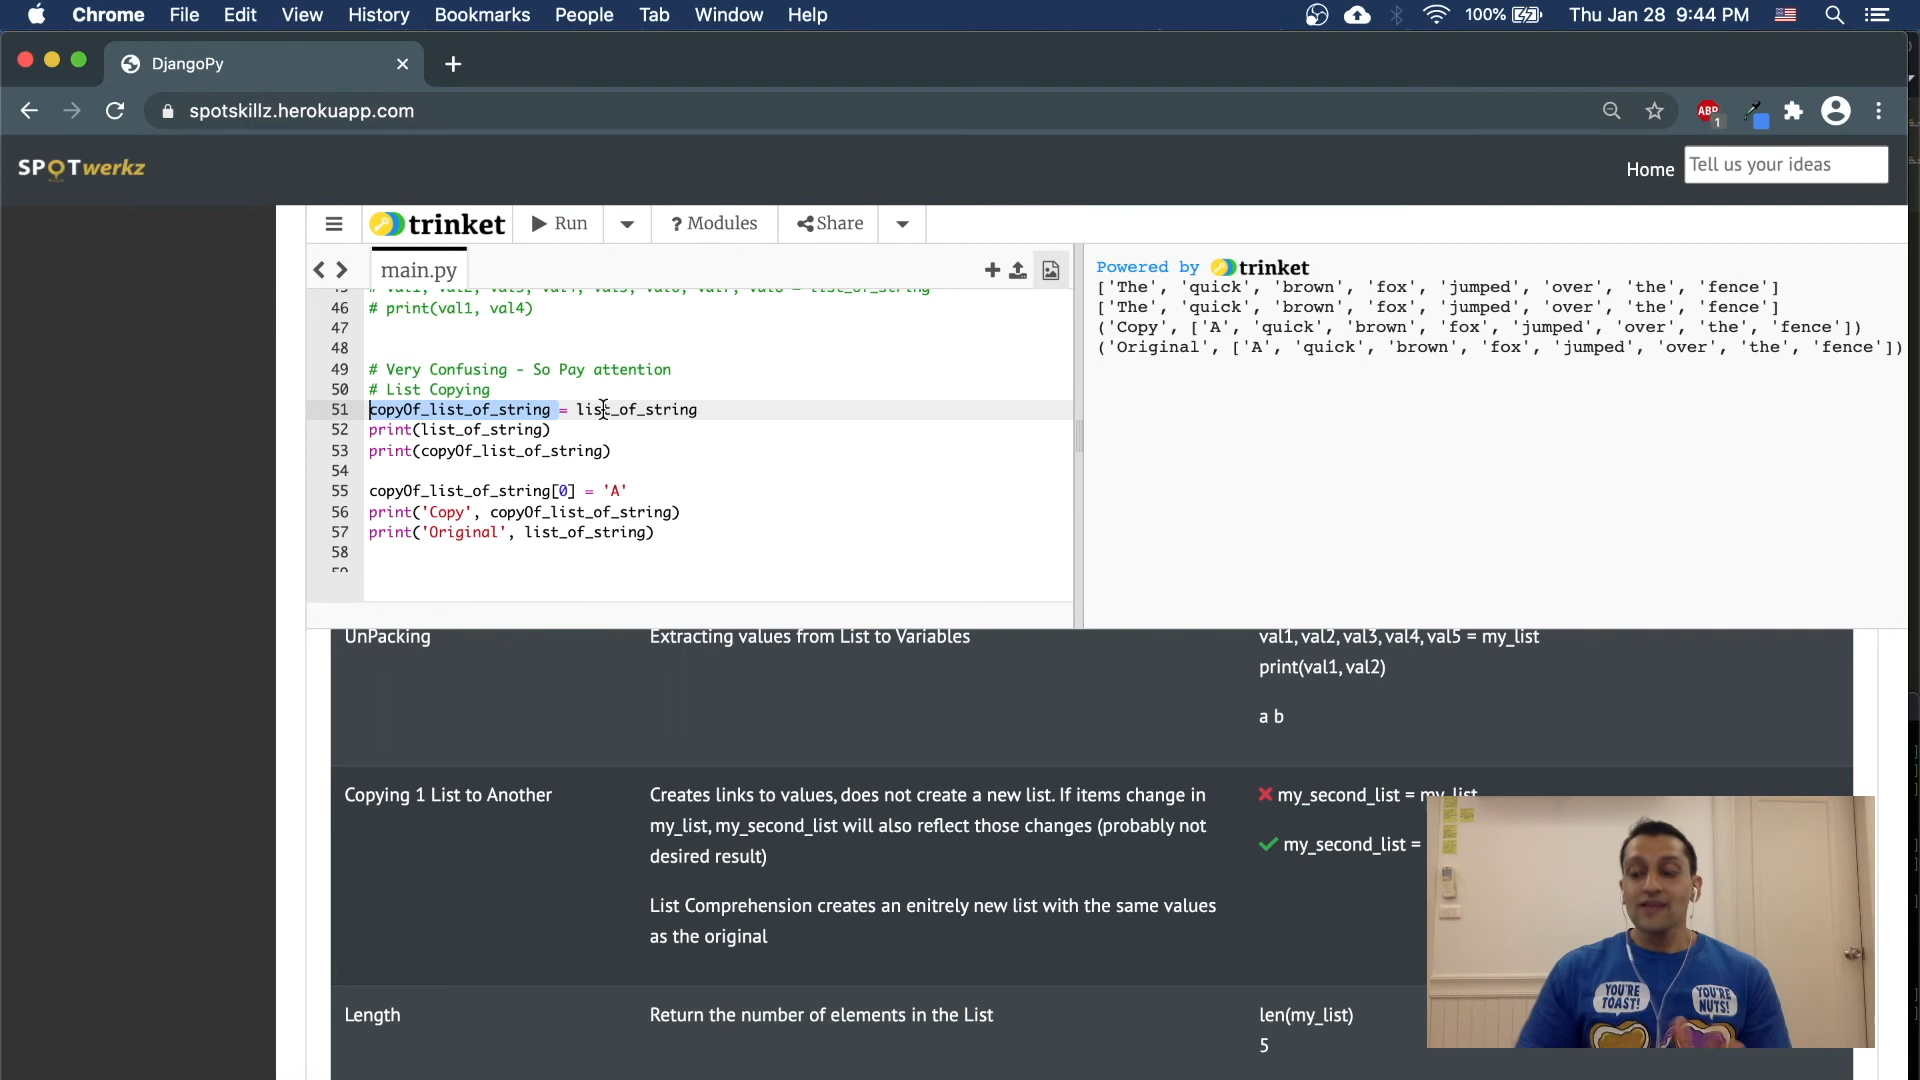 Chrome File Edit View History Bookmarks People Tab Window Help 100% Thu Jan 28 9:44 PM
DjangoPy
spotskillz.herokuapp.com ABP 1
SPOTwerkz Home Tell us your ideas
trinket Run ? Modules Share
main.py
46 # print(val1, val4)
47
48
49 # Very Confusing - So Pay attention
50 # List Copying
51 copyOf_list_of_string = list_of_string
52 print(list_of_string)
53 print(copyOf_list_of_string)
54
55 copyOf_list_of_string[0] = 'A'
56 print('Copy', copyOf_list_of_string)
57 print('Original', list_of_string)
58
Powered by trinket
['The', 'quick', 'brown', 'fox', 'jumped', 'over', 'the', 'fence']
['The', 'quick', 'brown', 'fox', 'jumped', 'over', 'the', 'fence']
('Copy', ['A', 'quick', 'brown', 'fox', 'jumped', 'over', 'the', 'fence'])
('Original', ['A', 'quick', 'brown', 'fox', 'jumped', 'over', 'the', 'fence'])
UnPacking
Extracting values from List to Variables
val1, val2, val3, val4, val5 = my_list
print(val1, val2)
a b
Copying 1 List to Another
Creates links to values, does not create a new list. If items change in
my_list, my_second_list will also reflect those changes (probably not
desired result)
List Comprehension creates an enitrely new list with the same values
as the original
my_second_list = my_list
my_second_list =
Length
Return the number of elements in the List
len(my_list)
5
YOU'RE TOAST!
YOU'RE NUTS!